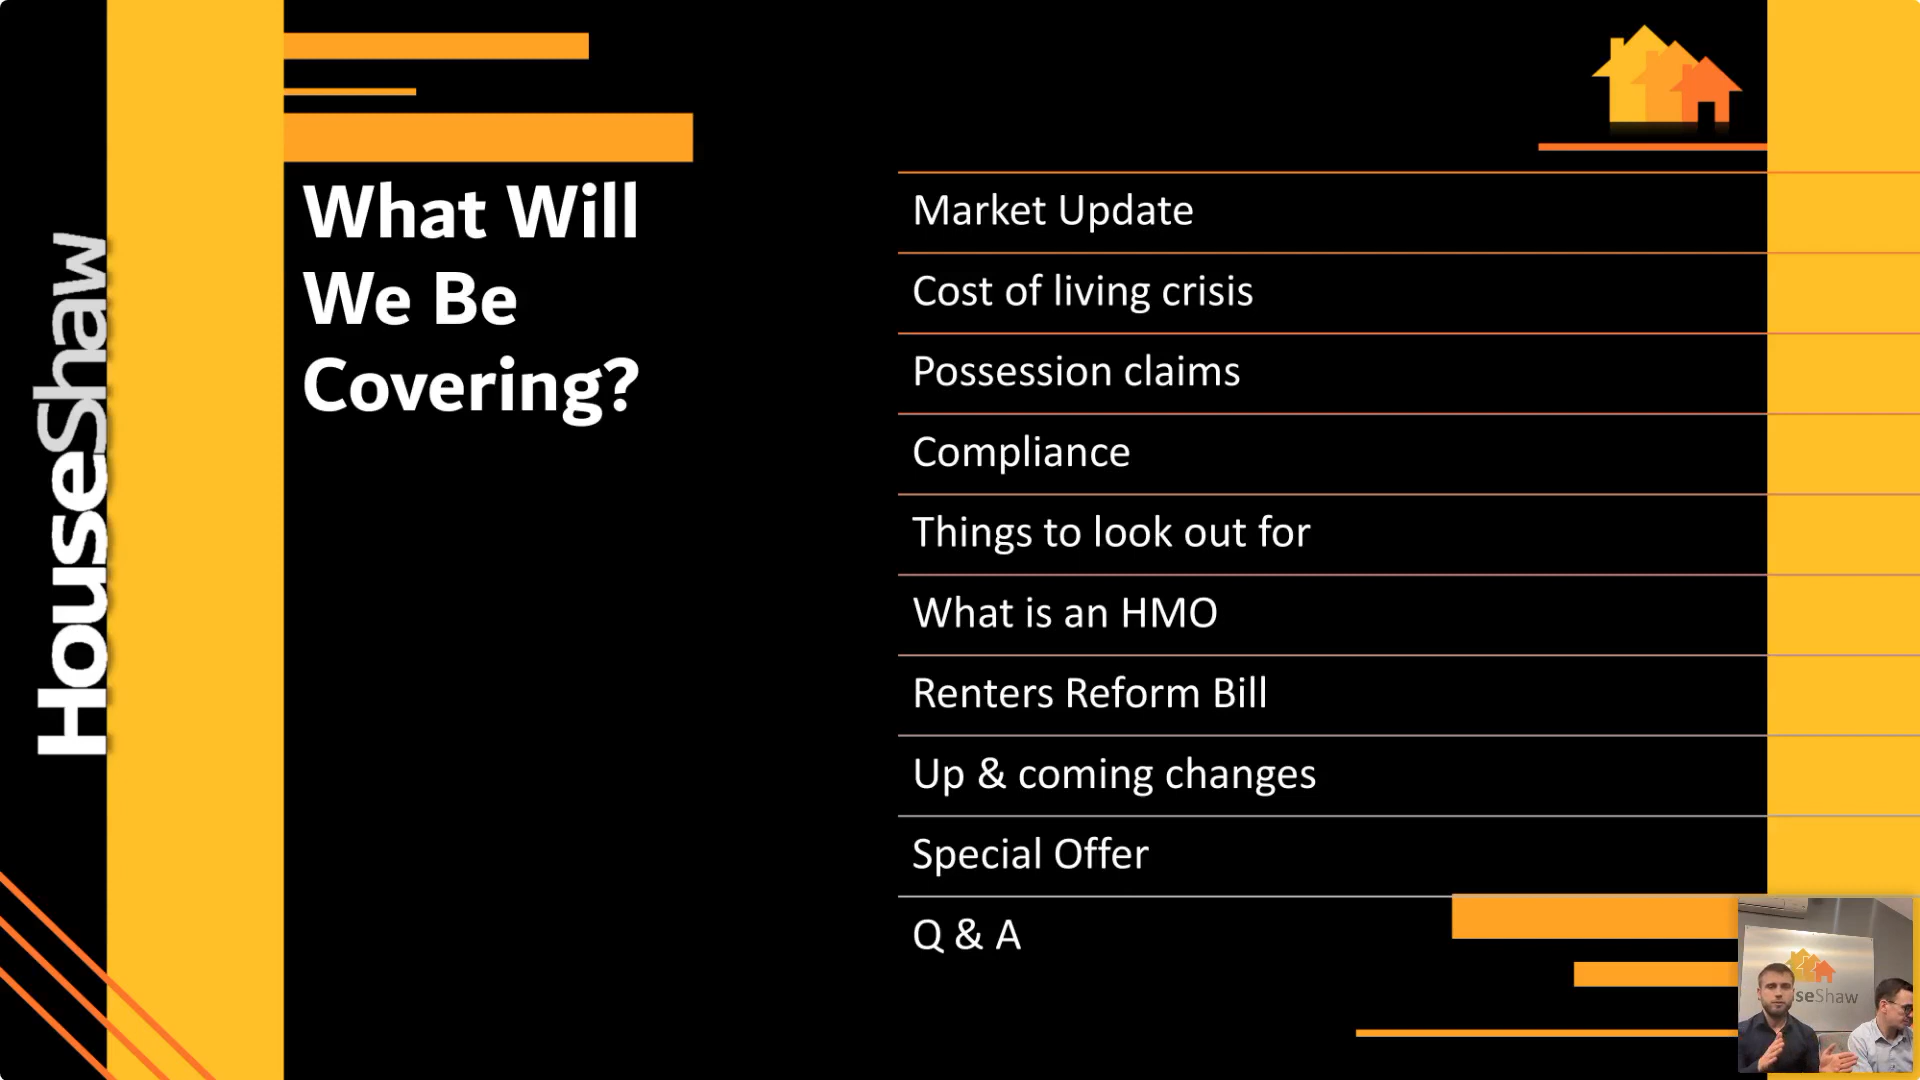 HouseShaw
What Will
We Be
Covering?
Market Update
Cost of living crisis
Possession claims
Compliance
Things to look out for
What is an HMO
Renters Reform Bill
Up & coming changes
Special Offer
Q & A
seShaw